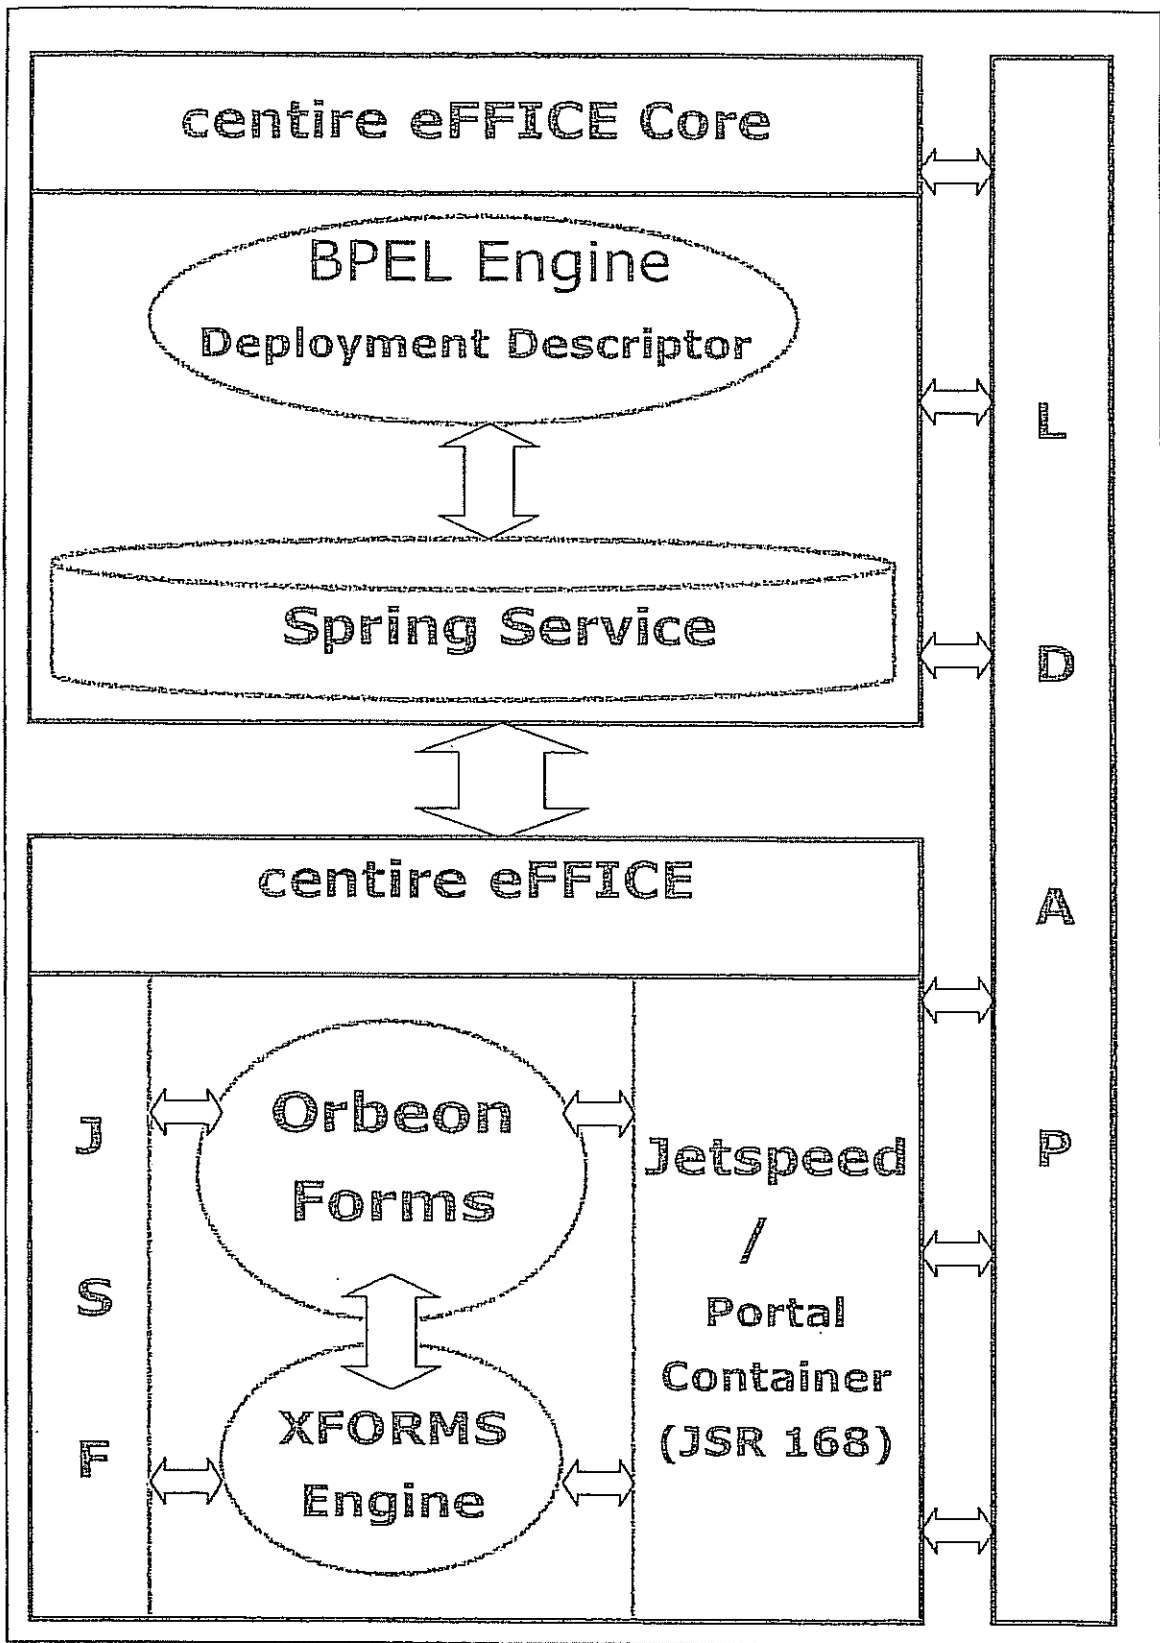 centire eFFICE Core
BPEL Engine
Deployment Descriptor
Spring Service
centire eFFICE
J
S
F
Orbeon
Forms
XFORMS
Engine
Jetspeed
/
Portal
Container
(JSR 168)
L
D
A
P